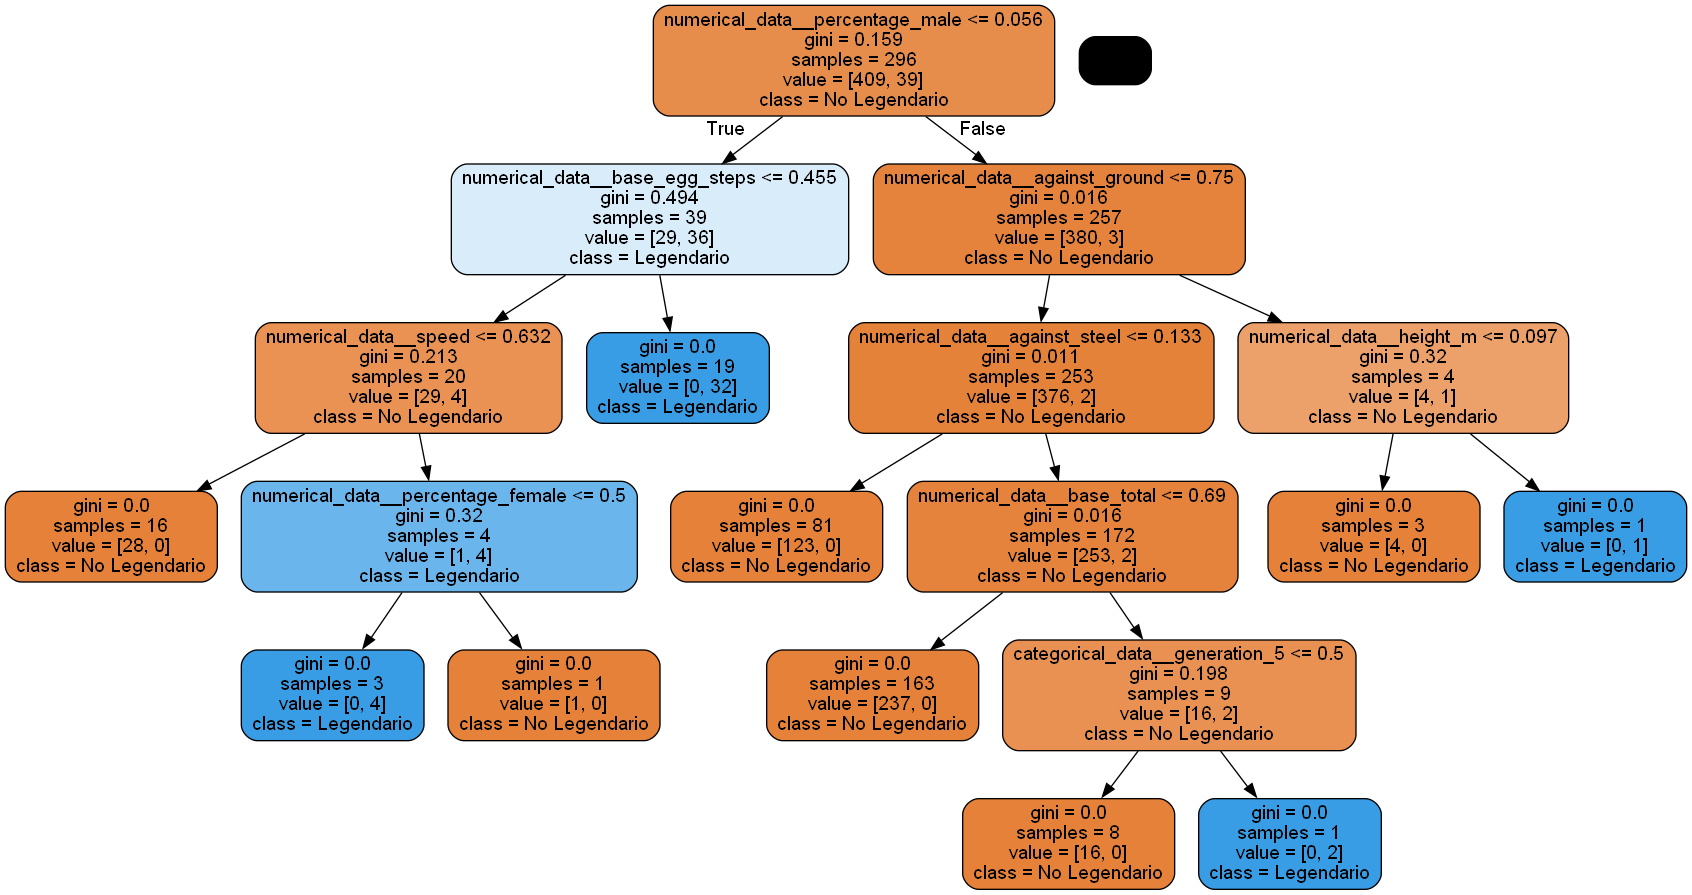 numerical_data__percentage_male <= 0.056
gini = 0.159
samples = 296
value = [409, 39]
class = No Legendario
True
False
numerical_data__base_egg_steps <= 0.455
gini = 0.494
samples = 39
value = [29, 36]
class = Legendario
numerical_data__against_ground <= 0.75
gini = 0.016
samples = 257
value = [380, 3]
class = No Legendario
numerical_data__speed <= 0.632
gini = 0.213
samples = 20
value = [29, 4]
class = No Legendario
gini = 0.0
samples = 19
value = [0, 32]
class = Legendario
numerical_data__against_steel <= 0.133
gini = 0.011
samples = 253
value = [376, 2]
class = No Legendario
numerical_data__height_m <= 0.097
gini = 0.32
samples = 4
value = [4, 1]
class = No Legendario
gini = 0.0
samples = 16
value = [28, 0]
class = No Legendario
numerical_data__percentage_female <= 0.5
gini = 0.32
samples = 4
value = [1, 4]
class = Legendario
gini = 0.0
samples = 81
value = [123, 0]
class = No Legendario
numerical_data__base_total <= 0.69
gini = 0.016
samples = 172
value = [253, 2]
class = No Legendario
gini = 0.0
samples = 3
value = [4, 0]
class = No Legendario
gini = 0.0
samples = 1
value = [0, 1]
class = Legendario
gini = 0.0
samples = 3
value = [0, 4]
class = Legendario
gini = 0.0
samples = 1
value = [1, 0]
class = No Legendario
gini = 0.0
samples = 163
value = [237, 0]
class = No Legendario
categorical_data__generation_5 <= 0.5
gini = 0.198
samples = 9
value = [16, 2]
class = No Legendario
gini = 0.0
samples = 8
value = [16, 0]
class = No Legendario
gini = 0.0
samples = 1
value = [0, 2]
class = Legendario